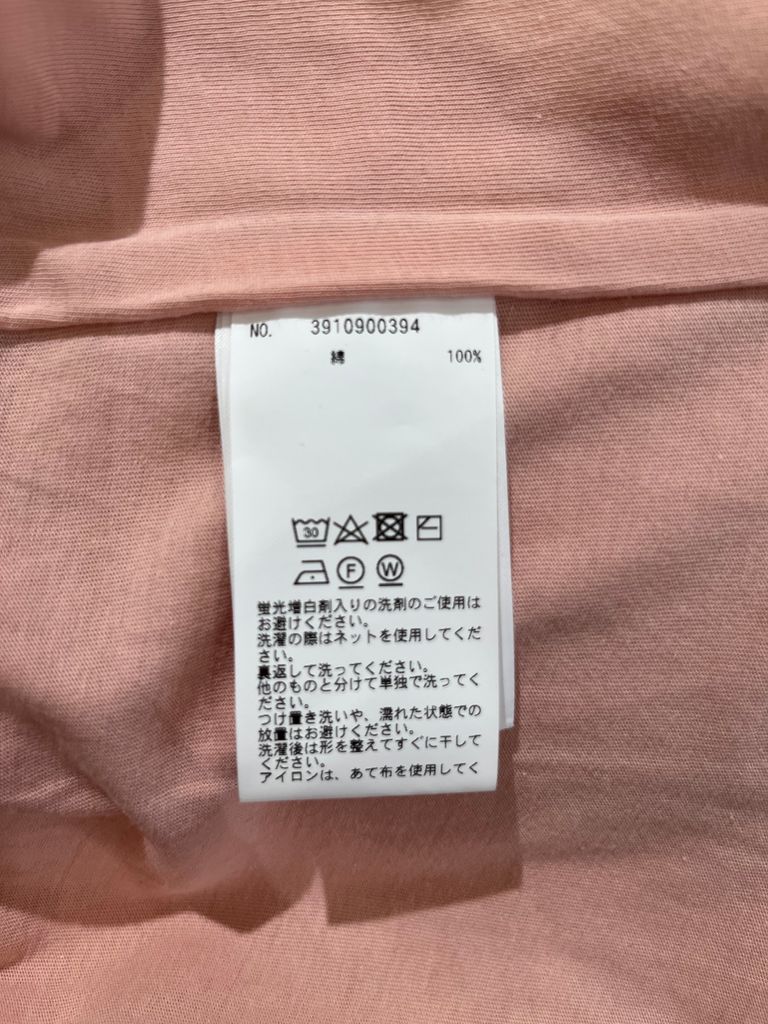 NO. 3910900394
綿 100%
30
F W
蛍光増白剤入りの洗剤のご使用は
お避けください。
洗濯の際はネットを使用してくだ
さい。
裏返して洗ってください。
他のものと分けて単独で洗ってく
ださい。
つけ置き洗いや、濡れた状態での
放置はお避けください。
洗濯後は形を整えてすぐに干して
ください。
アイロンは、あて布を使用してく